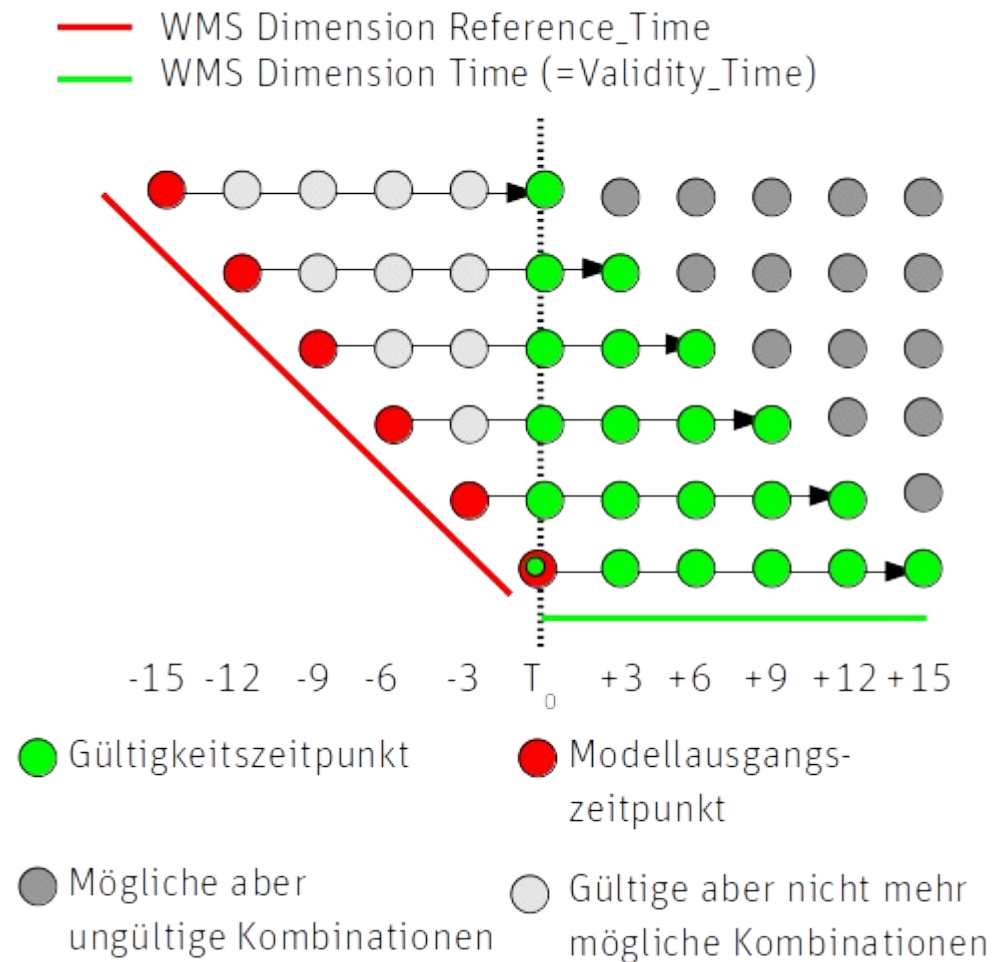 WMS Dimension Reference_Time
WMS Dimension Time (=Validity_Time)
-15 -12 -9 -6 -3 T0 +3 +6 +9 +12 +15
Gültigkeitszeitpunkt
Modellausgangs-
zeitpunkt
Mögliche aber
ungültige Kombinationen
Gültige aber nicht mehr
mögliche Kombinationen